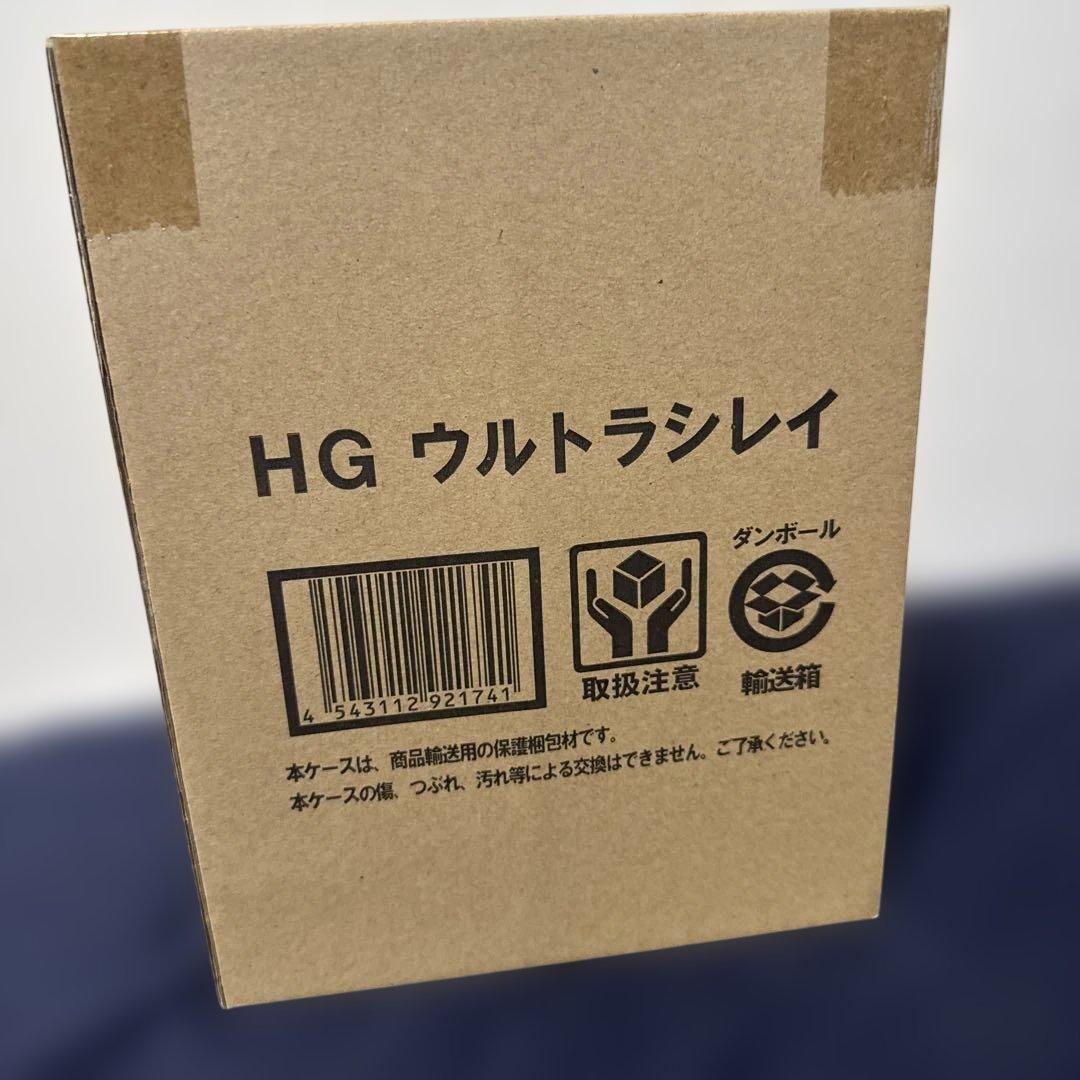 HG ウルトラシレイ
ダンボール
4 543112 921741
取扱注意
輸送箱
本ケースは、商品輸送用の保護梱包材です。
本ケースの傷、つぶれ、汚れ等による交換はできません。ご了承ください。